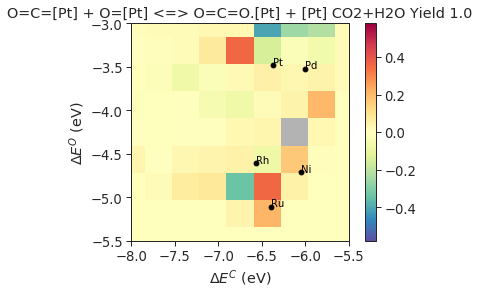 O=C=[Pt] + O=[Pt] <=> O=C=O.[Pt] + [Pt] CO2+H2O Yield 1.0
−3.0
−3.5
−4.0
−4.5
−5.0
−5.5
ΔE^O (eV)
Pt
Pd
Rh
Ni
Ru
−8.0 −7.5 −7.0 −6.5 −6.0 −5.5
ΔE^C (eV)
0.4
0.2
0.0
−0.2
−0.4